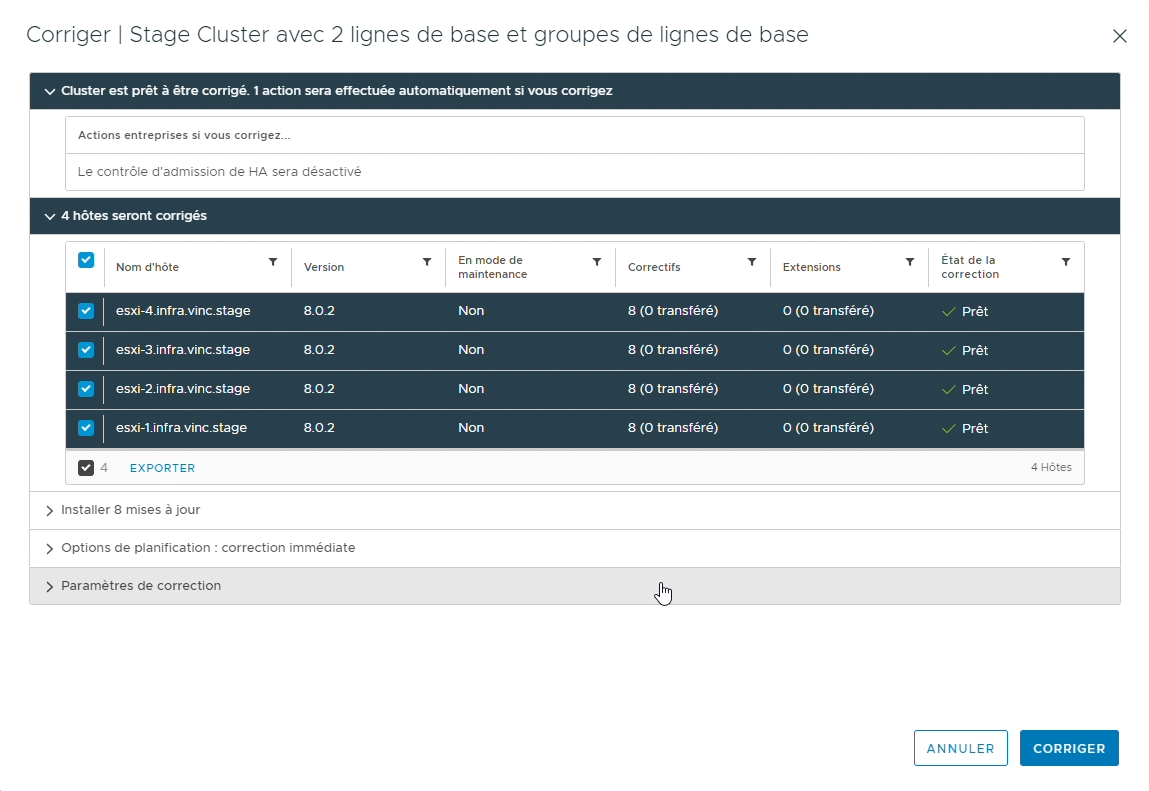 Corriger | Stage Cluster avec 2 lignes de base et groupes de lignes de base
Cluster est prêt à être corrigé. 1 action sera effectuée automatiquement si vous corrigez
Actions entreprises si vous corrigez...
Le contrôle d'admission de HA sera désactivé
4 hôtes seront corrigés
Nom d'hôte Version En mode de maintenance Correctifs Extensions État de la correction
esxi-4.infra.vinc.stage 8.0.2 Non 8 (0 transféré) 0 (0 transféré) Prêt
esxi-3.infra.vinc.stage 8.0.2 Non 8 (0 transféré) 0 (0 transféré) Prêt
esxi-2.infra.vinc.stage 8.0.2 Non 8 (0 transféré) 0 (0 transféré) Prêt
esxi-1.infra.vinc.stage 8.0.2 Non 8 (0 transféré) 0 (0 transféré) Prêt
4 EXPORTER 4 Hôtes
Installer 8 mises à jour
Options de planification : correction immédiate
Paramètres de correction
ANNULER CORRIGER